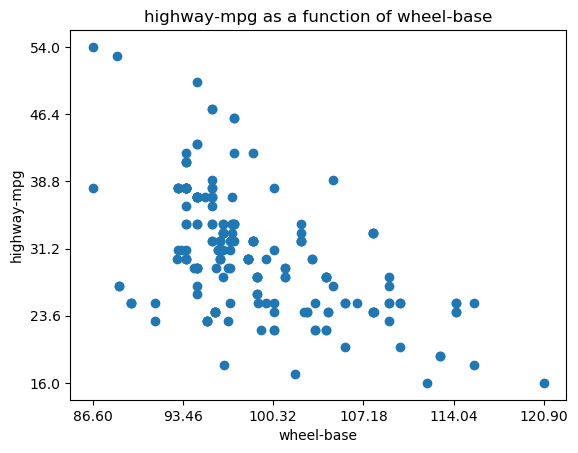 highway-mpg as a function of wheel-base
54.0
46.4
38.8
31.2
23.6
16.0
highway-mpg
86.60 93.46 100.32 107.18 114.04 120.90
wheel-base